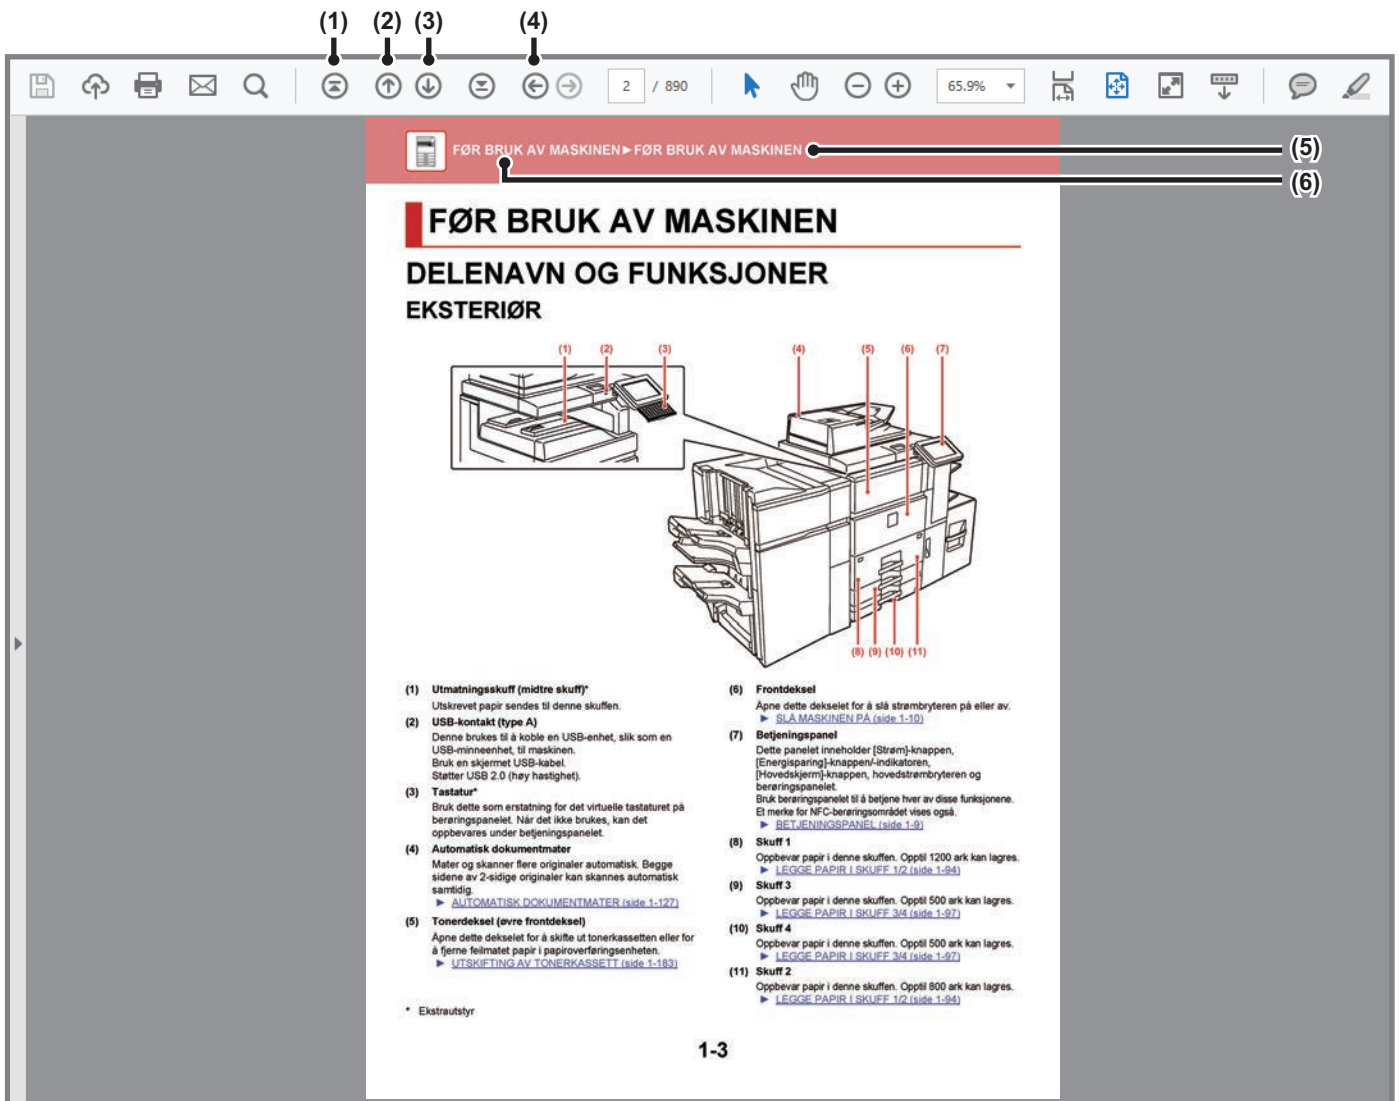 (1) (2) (3) (4)
2 / 890 65.9%
FØR BRUK AV MASKINEN►FØR BRUK AV MASKINEN
(5)
(6)
FØR BRUK AV MASKINEN
DELENAVN OG FUNKSJONER
EKSTERIØR
(1) (2) (3) (4) (5) (6) (7)
(8) (9) (10) (11)
(1) Utmatningsskuff (midtre skuff)*
Utskrevet papir sendes til denne skuffen.
(2) USB-kontakt (type A)
Denne brukes til å koble en USB-enhet, slik som en
USB-minneenhet, til maskinen.
Bruk en skjermet USB-kabel.
Støtter USB 2.0 (høy hastighet).
(3) Tastatur*
Bruk dette som erstatning for det virtuelle tastaturet på
berøringspanelet. Når det ikke brukes, kan det
oppbevares under betjeningspanelet.
(4) Automatisk dokumentmater
Mater og skanner flere originaler automatisk. Begge
sidene av 2-sidige originaler kan skannes automatisk
samtidig.
► AUTOMATISK DOKUMENTMATER (side 1-127)
(5) Tonerdeksel (øvre frontdeksel)
Åpne dette dekselet for å skifte ut tonerkassetten eller for
å fjerne feilmatet papir i papiroverføringsenheten.
► UTSKIFTING AV TONERKASSETT (side 1-183)
* Ekstrautstyr
(6) Frontdeksel
Åpne dette dekselet for å slå strømbryteren på eller av.
► SLÅ MASKINEN PÅ (side 1-10)
(7) Betjeningspanel
Dette panelet inneholder [Strøm]-knappen,
[Energisparing]-knappen/-indikatoren,
[Hovedskjerm]-knappen, hovedstrømbryteren og
berøringspanelet.
Bruk berøringspanelet til å betjene hver av disse funksjonene.
Et merke for NFC-berøringsområdet vises også.
► BETJENINGSPANEL (side 1-9)
(8) Skuff 1
Oppbevar papir i denne skuffen. Opptil 1200 ark kan lagres.
► LEGGE PAPIR I SKUFF 1/2 (side 1-94)
(9) Skuff 3
Oppbevar papir i denne skuffen. Opptil 500 ark kan lagres.
► LEGGE PAPIR I SKUFF 3/4 (side 1-97)
(10) Skuff 4
Oppbevar papir i denne skuffen. Opptil 500 ark kan lagres.
► LEGGE PAPIR I SKUFF 3/4 (side 1-97)
(11) Skuff 2
Oppbevar papir i denne skuffen. Opptil 800 ark kan lagres.
► LEGGE PAPIR I SKUFF 1/2 (side 1-94)
1-3